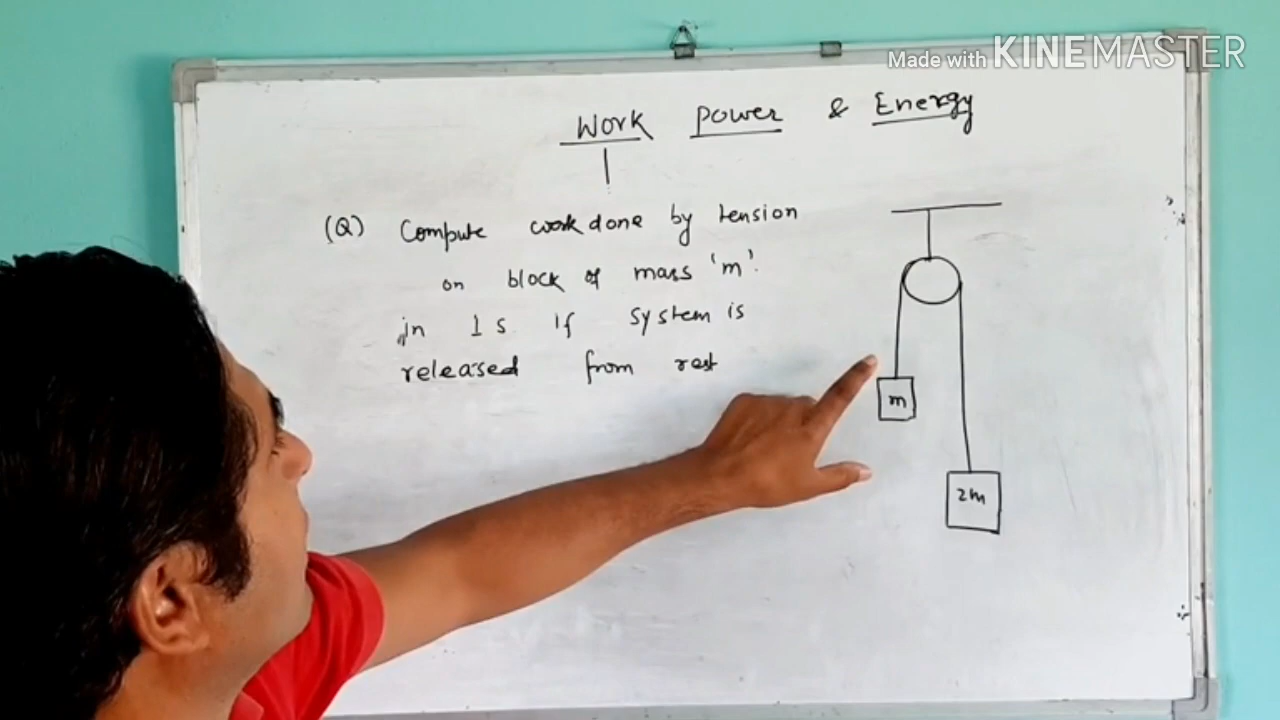 Made with KINEMASTER
Work Power & Energy
(Q) Compute work done by tension
on block of mass 'm'.
in 1 s. if system is
released from rest
m
2m